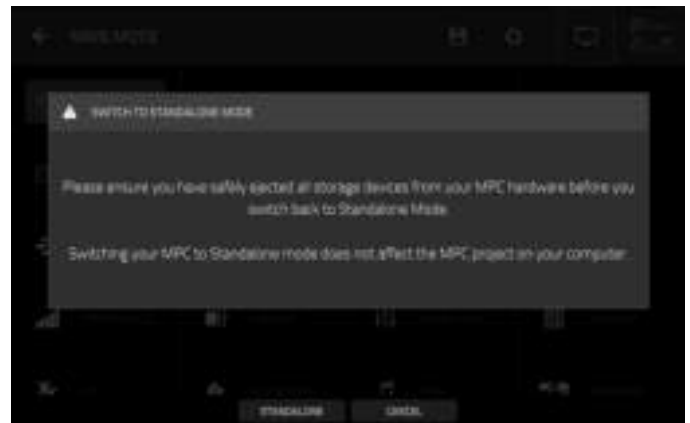 MAIN MODE
SWITCH TO STANDALONE MODE
Please ensure you have safely ejected all storage devices from your MPC hardware before you
switch back to Standalone Mode.
Switching your MPC to Standalone mode does not affect the MPC project on your computer.
STANDALONE
CANCEL